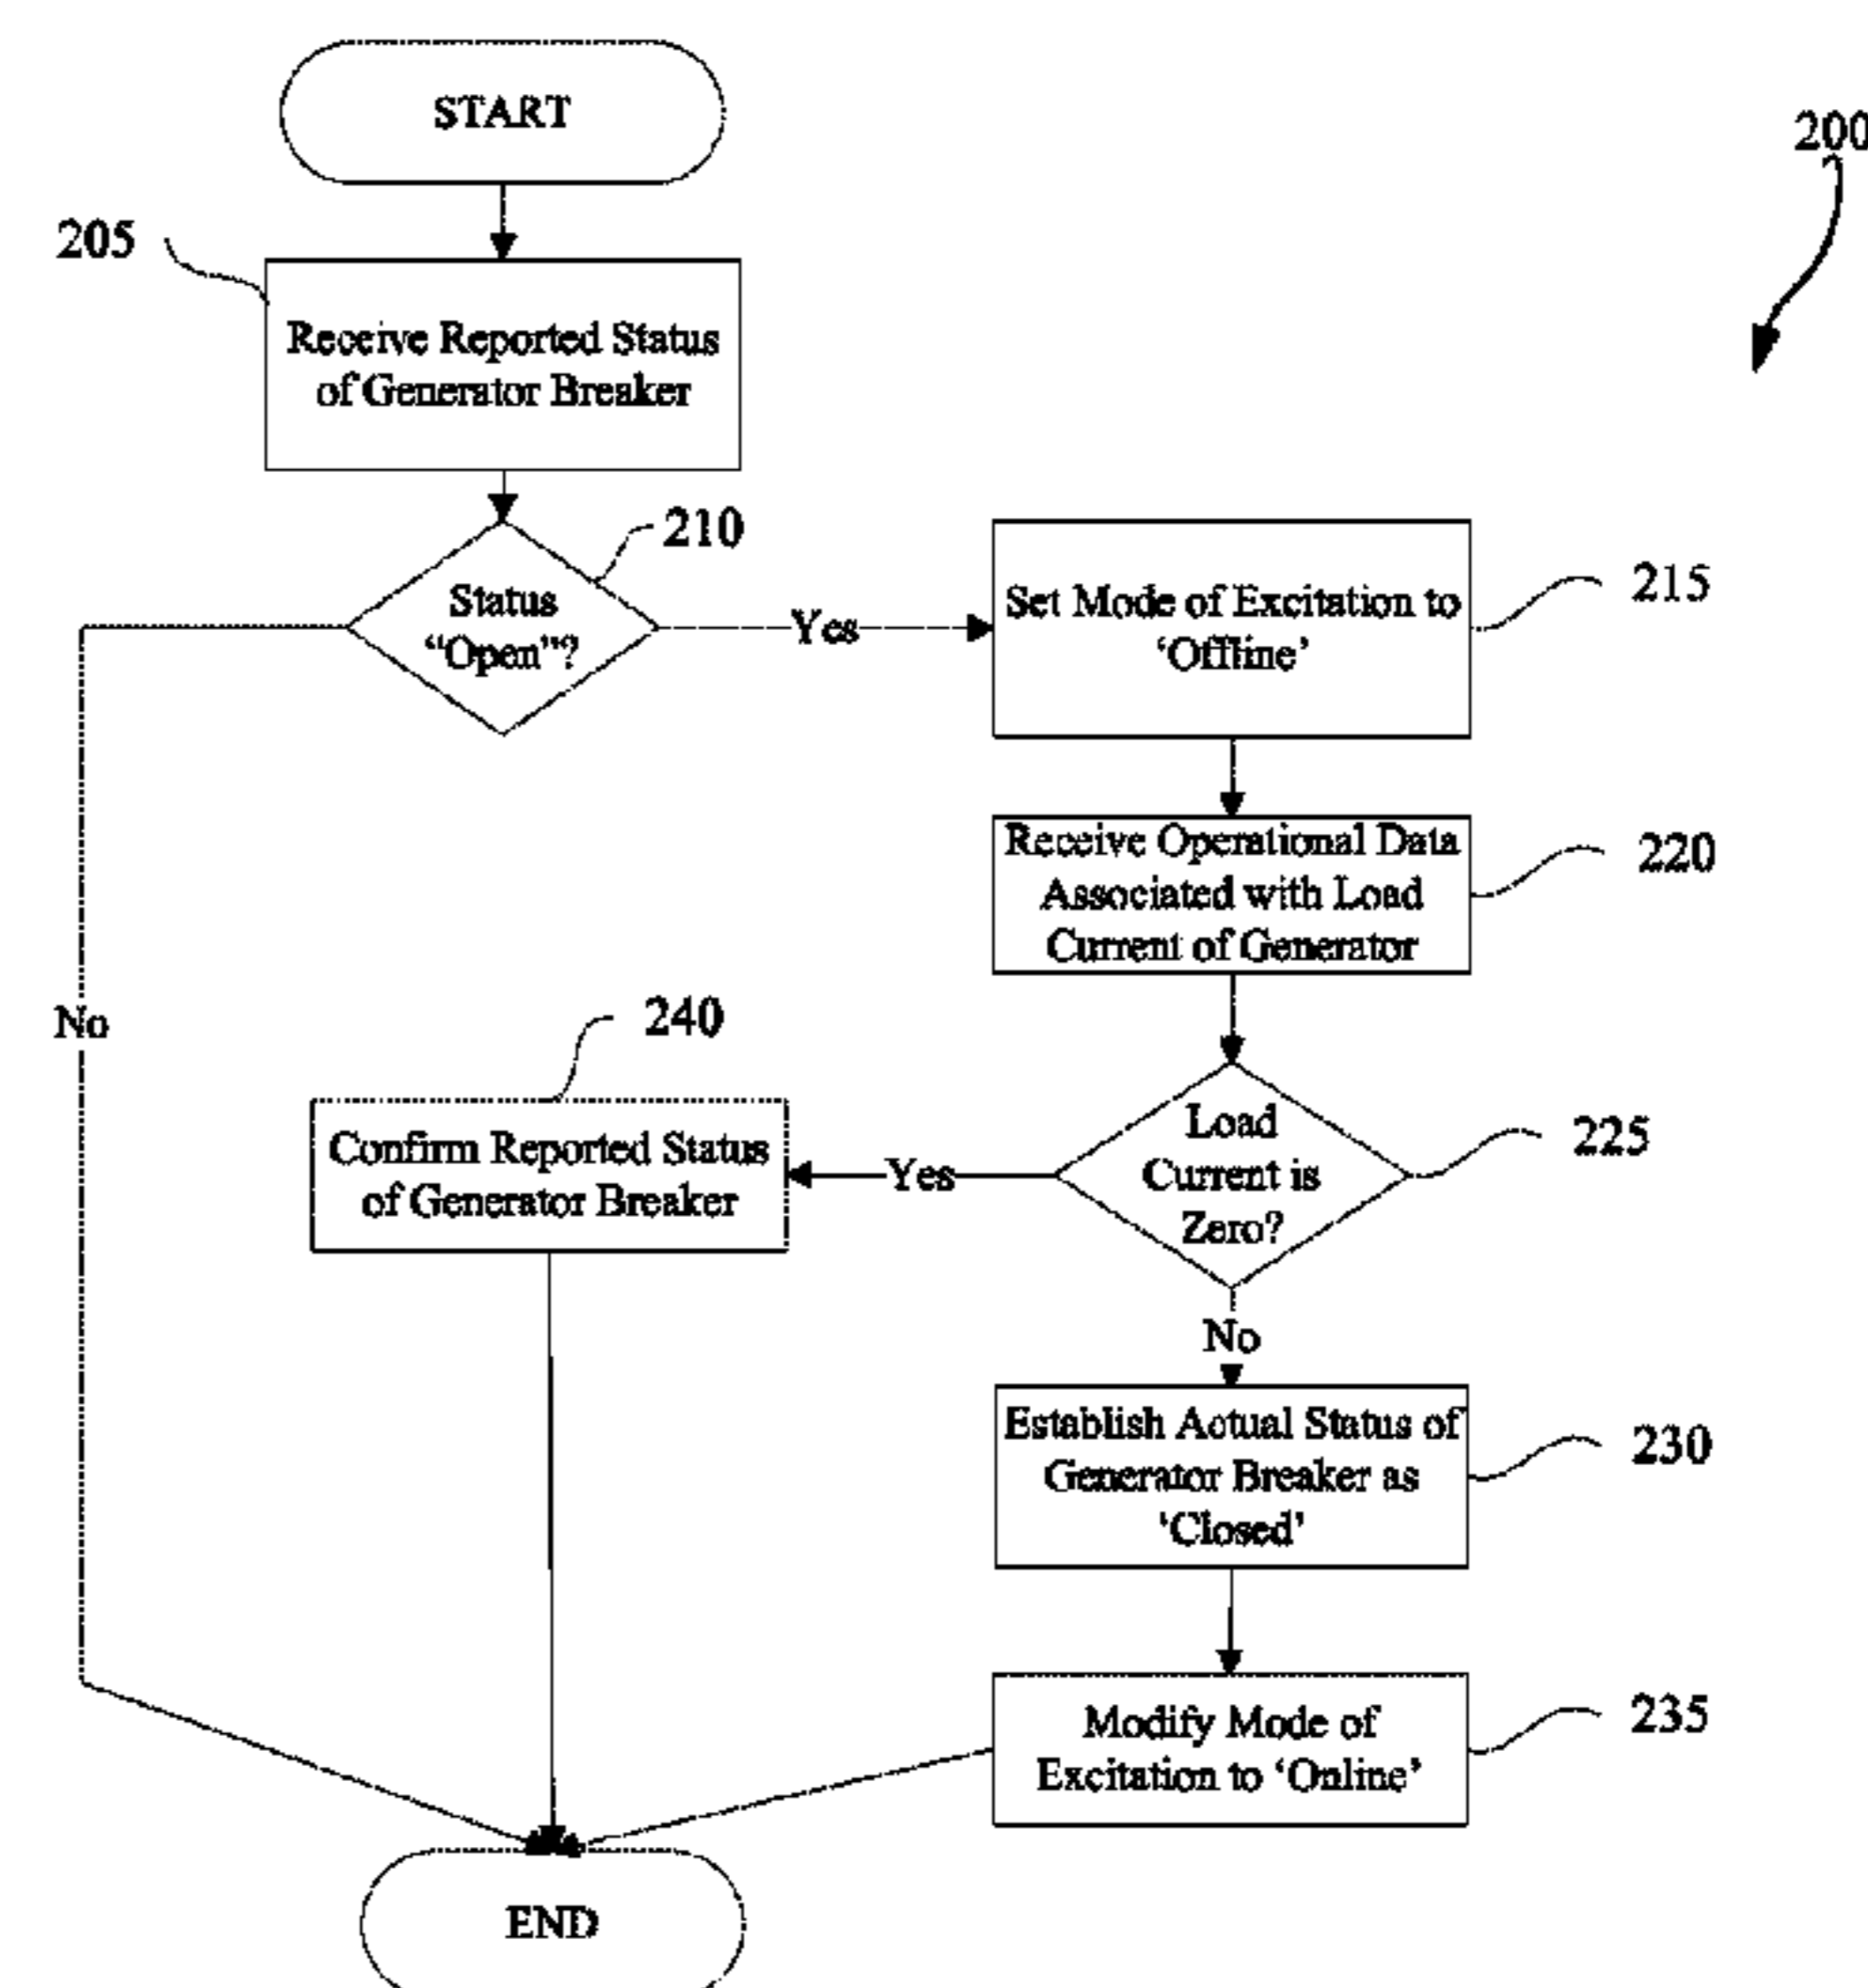 START
200
205
Receive Reported Status
of Generator Breaker
210
Status
“Open”?
Yes
Set Mode of Excitation to
‘Offline’
215
Receive Operational Data
Associated with Load
Current of Generator
220
No
240
Confirm Reported Status
of Generator Breaker
Yes
Load
Current is
Zero?
225
No
Establish Actual Status of
Generator Breaker as
‘Closed’
230
Modify Mode of
Excitation to ‘Online’
235
END